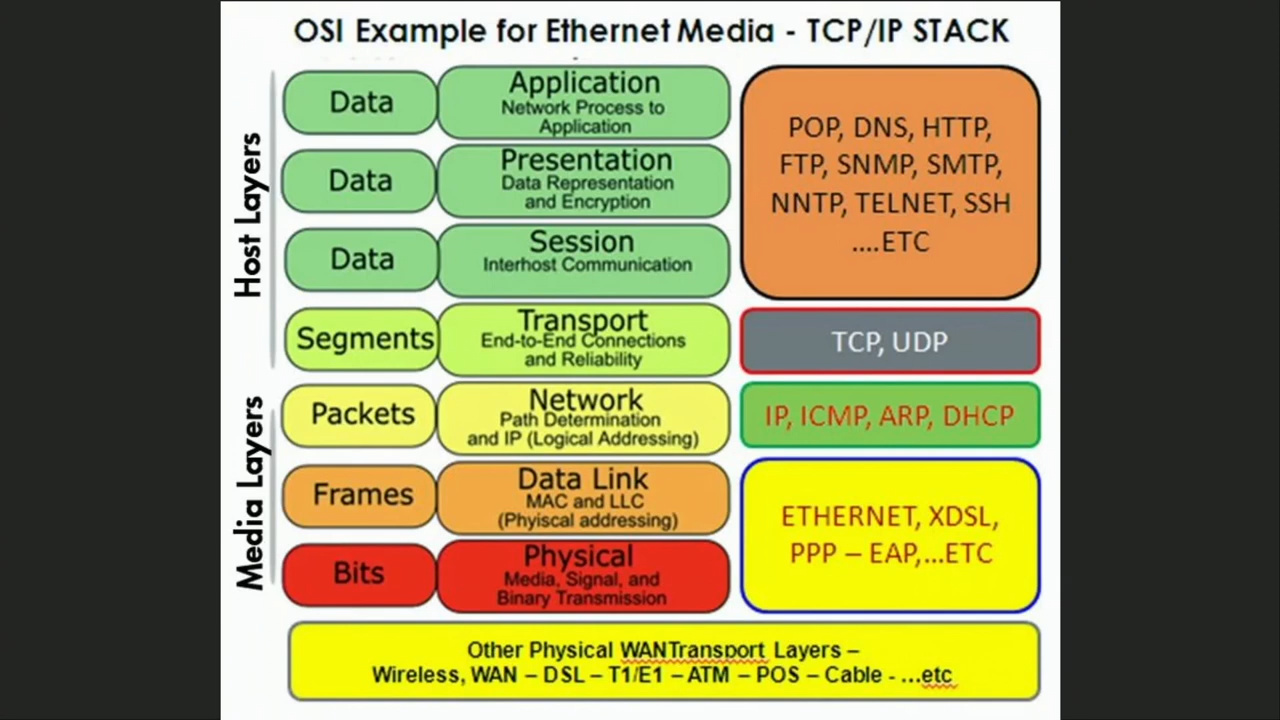 OSI Example for Ethernet Media - TCP/IP STACK
Host Layers
Data
Application
Network Process to
Application
Data
Presentation
Data Representation
and Encryption
Data
Session
Interhost Communication
POP, DNS, HTTP,
FTP, SNMP, SMTP,
NNTP, TELNET, SSH
....ETC
Segments
Transport
End-to-End Connections
and Reliability
TCP, UDP
Media Layers
Packets
Network
Path Determination
and IP (Logical Addressing)
IP, ICMP, ARP, DHCP
Frames
Data Link
MAC and LLC
(Phyiscal addressing)
Bits
Physical
Media, Signal, and
Binary Transmission
ETHERNET, XDSL,
PPP – EAP,...ETC
Other Physical WANTransport Layers –
Wireless, WAN – DSL – T1/E1 – ATM – POS – Cable - ...etc